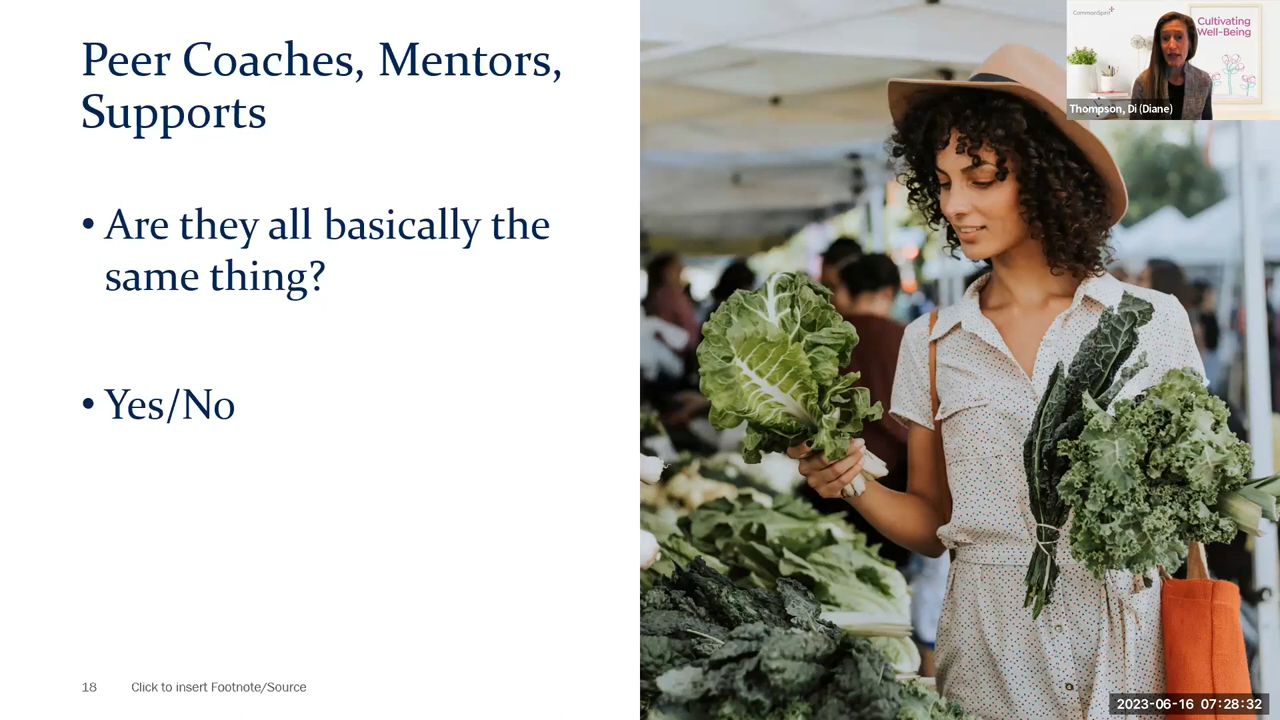 Peer Coaches, Mentors,
Supports
• Are they all basically the
same thing?
• Yes/No
18 Click to insert Footnote/Source
CommonSpirit
Cultivating
Well-Being
Thompson, Di (Diane)
2023-06-16 07:28:32